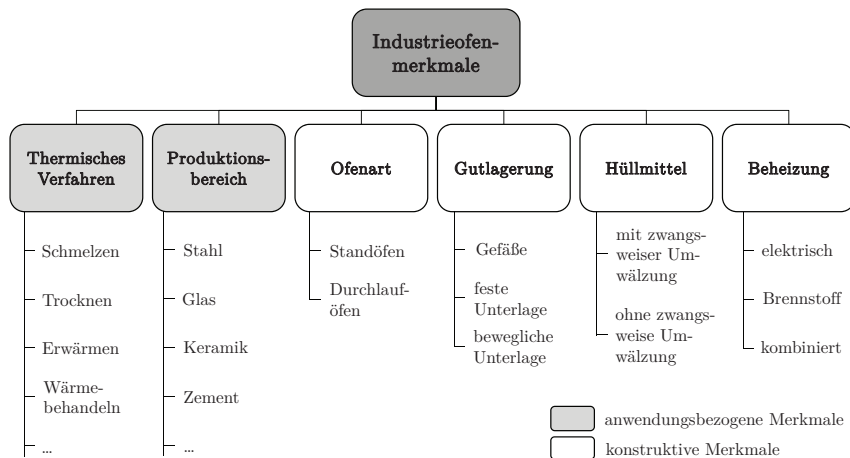 Industrieofen-
merkmale
Thermisches
Verfahren
Schmelzen
Trocknen
Erwärmen
Wärme-
behandeln
...
Produktions-
bereich
Stahl
Glas
Keramik
Zement
...
Ofenart
Standöfen
Durchlauf-
öfen
Gutlagerung
Gefäße
feste
Unterlage
bewegliche
Unterlage
Hüllmittel
mit zwangs-
weiser Um-
wälzung
ohne zwangs-
weise Um-
wälzung
Beheizung
elektrisch
Brennstoff
kombiniert
anwendungsbezogene Merkmale
konstruktive Merkmale